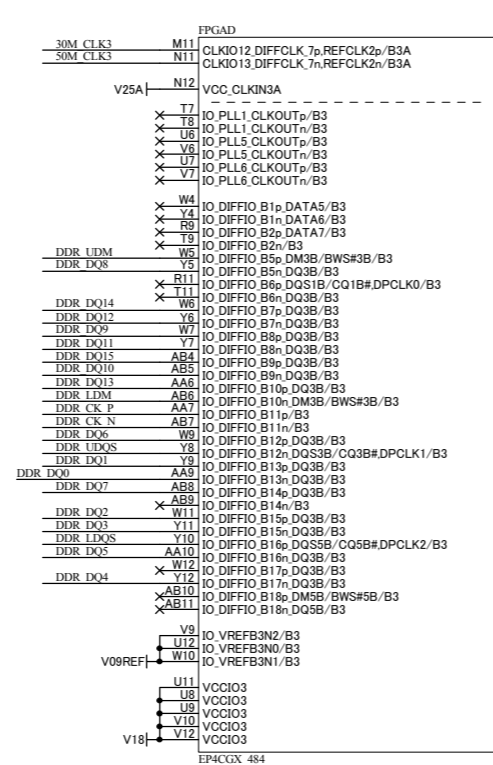 FPGAD
30M_CLK3 M11 CLKIO12_DIFFCLK_7p,REFCLK2p/B3A
50M_CLK3 N11 CLKIO13_DIFFCLK_7n,REFCLK2n/B3A
V25A N12 VCC_CLKIN3A
T7 IO_PLL1_CLKOUTp/B3
T8 IO_PLL1_CLKOUTn/B3
U6 IO_PLL5_CLKOUTp/B3
V6 IO_PLL5_CLKOUTn/B3
U7 IO_PLL6_CLKOUTp/B3
V7 IO_PLL6_CLKOUTn/B3
W4 IO_DIFFIO_B1p_DATA5/B3
Y4 IO_DIFFIO_B1n_DATA6/B3
R9 IO_DIFFIO_B2p_DATA7/B3
T9 IO_DIFFIO_B2n/B3
DDR_UDM W5 IO_DIFFIO_B5p_DM3B/BWS#3B/B3
DDR_DQ8 Y5 IO_DIFFIO_B5n_DQ3B/B3
R11 IO_DIFFIO_B6p_DQS1B/CQ1B#,DPCLK0/B3
T11 IO_DIFFIO_B6n_DQ3B/B3
DDR_DQ14 W6 IO_DIFFIO_B7p_DQ3B/B3
DDR_DQ12 Y6 IO_DIFFIO_B7n_DQ3B/B3
DDR_DQ9 W7 IO_DIFFIO_B8p_DQ3B/B3
DDR_DQ11 Y7 IO_DIFFIO_B8n_DQ3B/B3
DDR_DQ15 AB4 IO_DIFFIO_B9p_DQ3B/B3
DDR_DQ10 AB5 IO_DIFFIO_B9n_DQ3B/B3
DDR_DQ13 AA6 IO_DIFFIO_B10p_DQ3B/B3
DDR_LDM AB6 IO_DIFFIO_B10n_DM3B/BWS#3B/B3
DDR_CK_P AA7 IO_DIFFIO_B11p/B3
DDR_CK_N AB7 IO_DIFFIO_B11n/B3
DDR_DQ6 W9 IO_DIFFIO_B12p_DQ3B/B3
DDR_UDQS Y8 IO_DIFFIO_B12n_DQS3B/CQ3B#,DPCLK1/B3
DDR_DQ1 Y9 IO_DIFFIO_B13p_DQ3B/B3
DDR_DQ0 AA9 IO_DIFFIO_B13n_DQ3B/B3
DDR_DQ7 AB8 IO_DIFFIO_B14p_DQ3B/B3
AB9 IO_DIFFIO_B14n/B3
DDR_DQ2 W11 IO_DIFFIO_B15p_DQ3B/B3
DDR_DQ3 Y11 IO_DIFFIO_B15n_DQ3B/B3
DDR_LDQS Y10 IO_DIFFIO_B16p_DQS5B/CQ5B#,DPCLK2/B3
DDR_DQ5 AA10 IO_DIFFIO_B16n_DQ3B/B3
W12 IO_DIFFIO_B17p_DQ3B/B3
DDR_DQ4 Y12 IO_DIFFIO_B17n_DQ3B/B3
AB10 IO_DIFFIO_B18p_DM5B/BWS#5B/B3
AB11 IO_DIFFIO_B18n_DQ5B/B3
V9 IO_VREFB3N2/B3
U12 IO_VREFB3N0/B3
V09REF W10 IO_VREFB3N1/B3
U11 VCCIO3
U8 VCCIO3
U9 VCCIO3
V10 VCCIO3
V18 V12 VCCIO3
EP4CGX_484